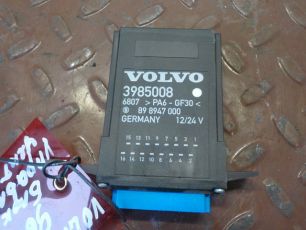 VOLVO
3985008
6807 > PA6 - GF30 <
89 8947 000
GERMANY 12/24 V
15 13 11 9 7 5 3 1
16 14 12 10 8 6 4 2
VOLV